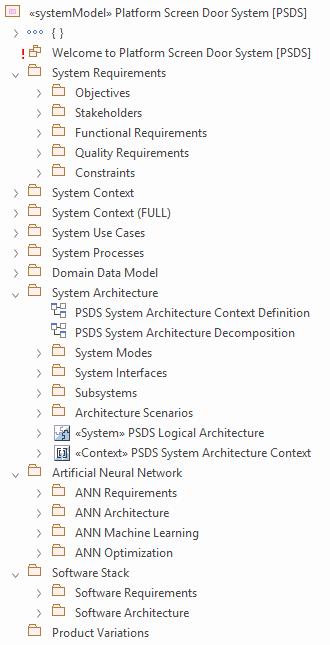 «systemModel» Platform Screen Door System [PSDS]
{ }
! Welcome to Platform Screen Door System [PSDS]
System Requirements
Objectives
Stakeholders
Functional Requirements
Quality Requirements
Constraints
System Context
System Context (FULL)
System Use Cases
System Processes
Domain Data Model
System Architecture
PSDS System Architecture Context Definition
PSDS System Architecture Decomposition
System Modes
System Interfaces
Subsystems
Architecture Scenarios
«System» PSDS Logical Architecture
«Context» PSDS System Architecture Context
Artificial Neural Network
ANN Requirements
ANN Architecture
ANN Machine Learning
ANN Optimization
Software Stack
Software Requirements
Software Architecture
Product Variations